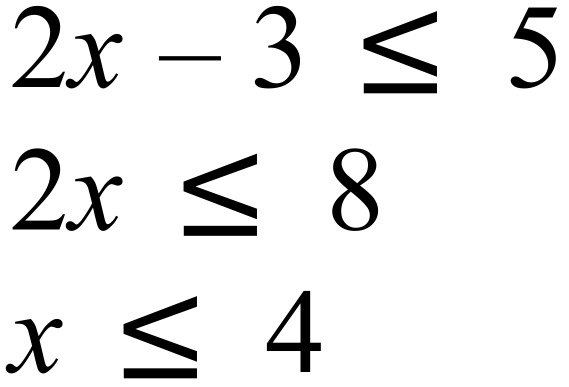 2x − 3 ≤ 5
2x ≤ 8
x ≤ 4